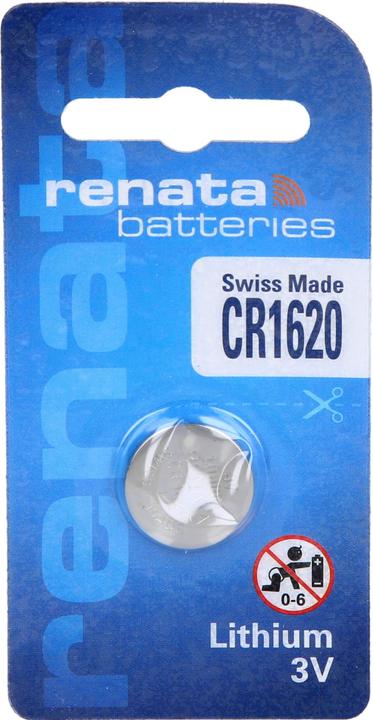 renata
batteries
renata
Swiss Made
CR1620
0-6
Lithium
3V